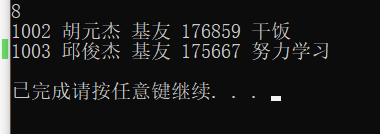 8
1002 胡元杰 基友 176859 干饭
1003 邱俊杰 基友 175667 努力学习
已完成请按任意键继续. . .